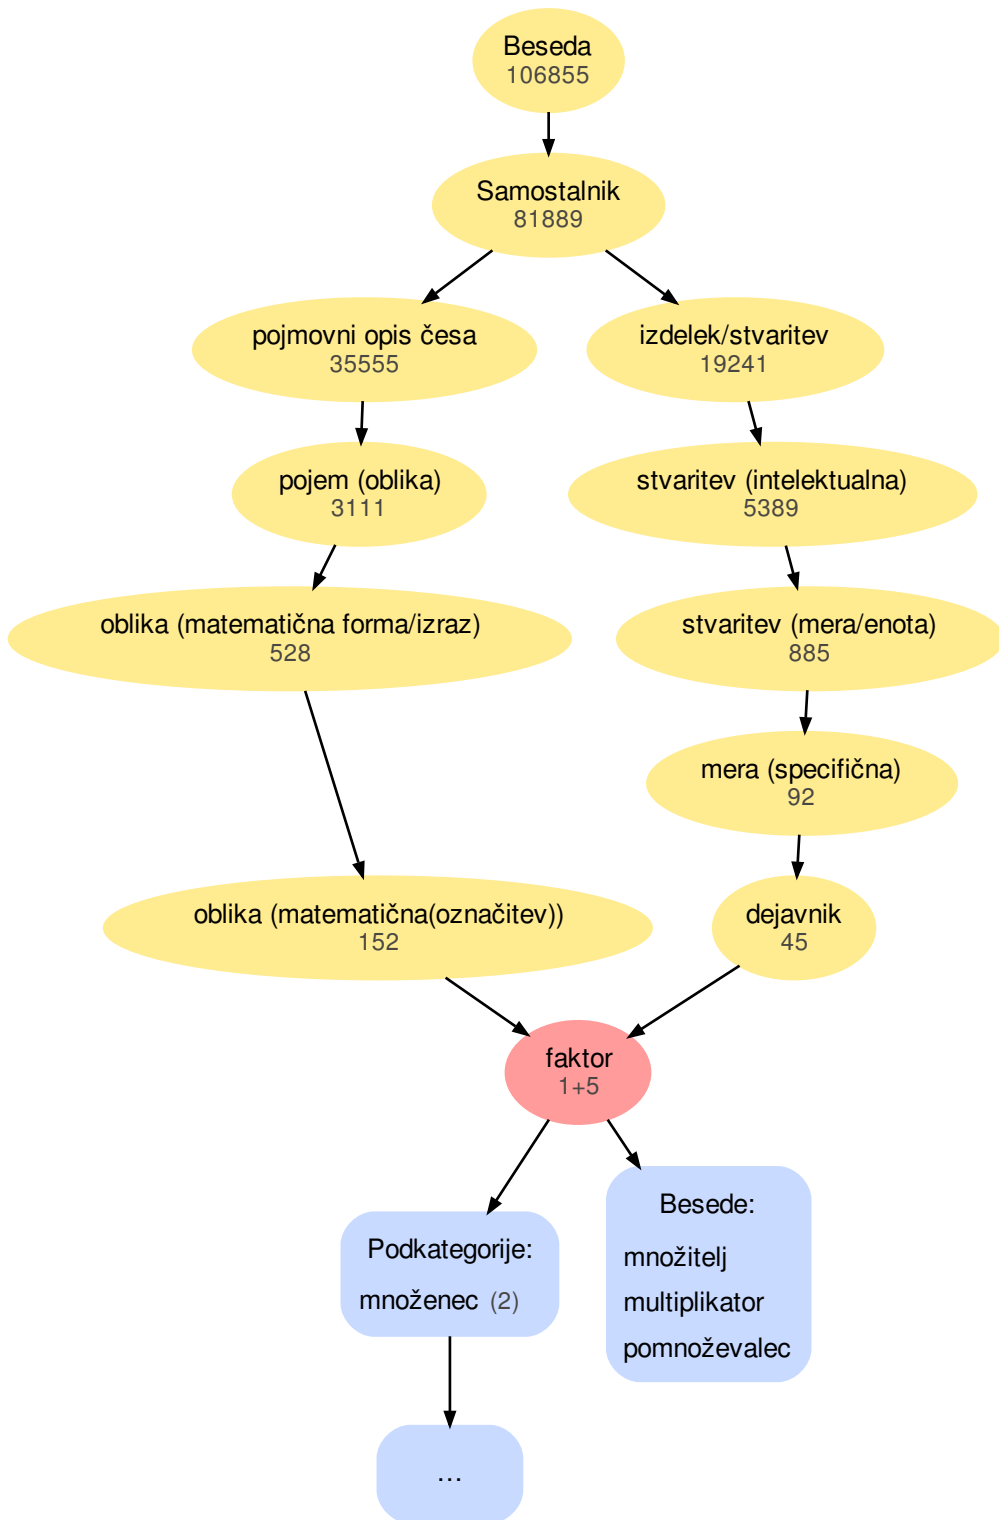 Beseda
106855
Samostalnik
81889
pojmovni opis česa
35555
izdelek/stvaritev
19241
pojem (oblika)
3111
stvaritev (intelektualna)
5389
oblika (matematična forma/izraz)
528
stvaritev (mera/enota)
885
mera (specifična)
92
oblika (matematična(označitev))
152
dejavnik
45
faktor
1+5
Podkategorije:
množenec (2)
Besede:
množitelj
multiplikator
pomnoževalec
...